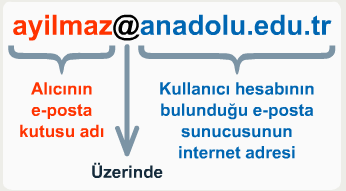 ayilmaz@anadolu.edu.tr
Alıcının
e-posta
kutusu adı
Kullanıcı hesabının
bulunduğu e-posta
sunucusunun
internet adresi
Üzerinde